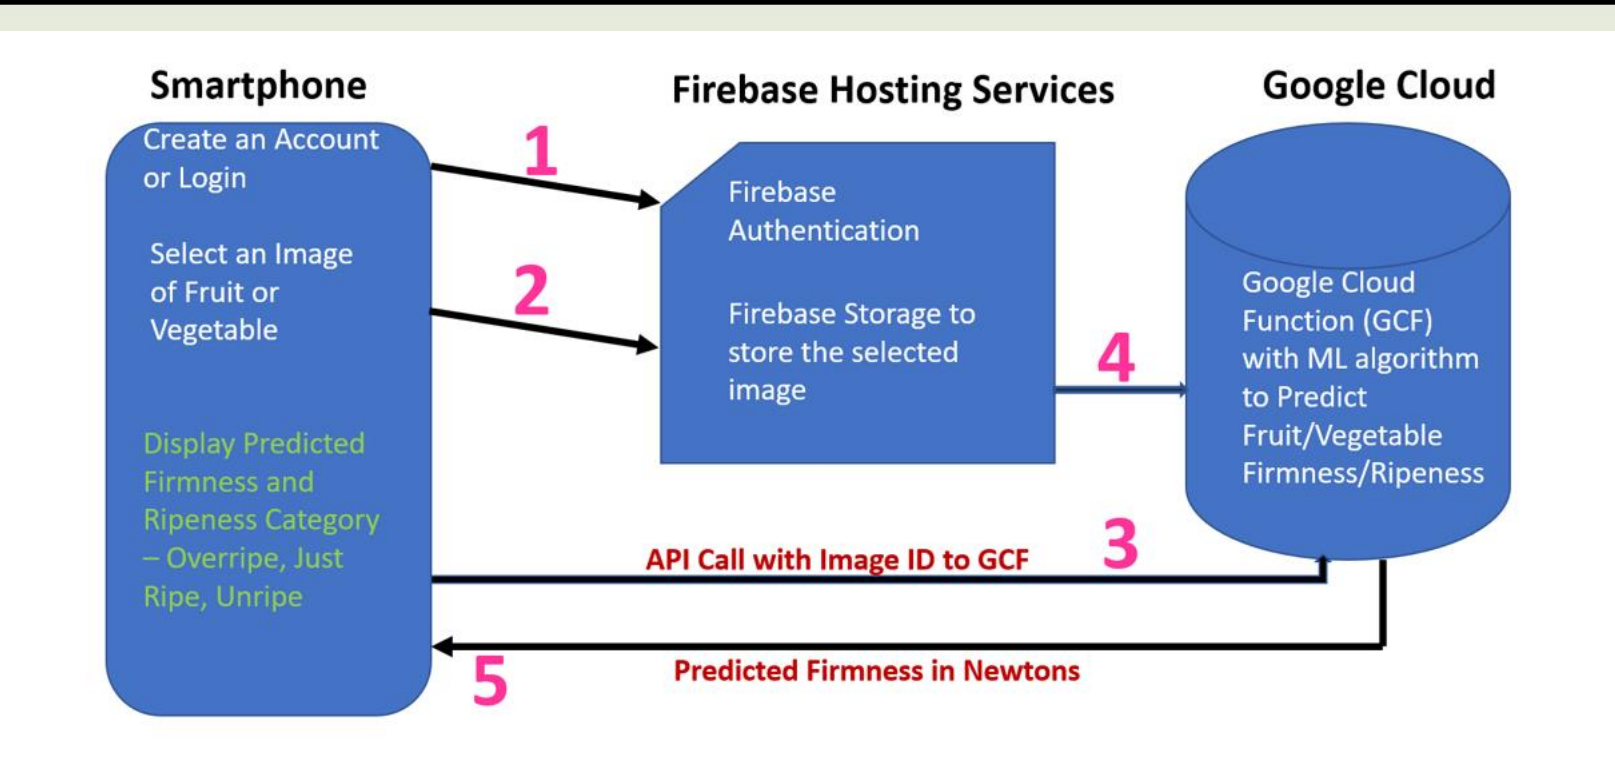 Smartphone
Create an Account
or Login
Select an Image
of Fruit or
Vegetable
Display Predicted
Firmness and
Ripeness Category
– Overripe, Just
Ripe, Unripe
1
2
Firebase Hosting Services
Firebase
Authentication
Firebase Storage to
store the selected
image
4
Google Cloud
Google Cloud
Function (GCF)
with ML algorithm
to Predict
Fruit/Vegetable
Firmness/Ripeness
API Call with Image ID to GCF
3
5
Predicted Firmness in Newtons